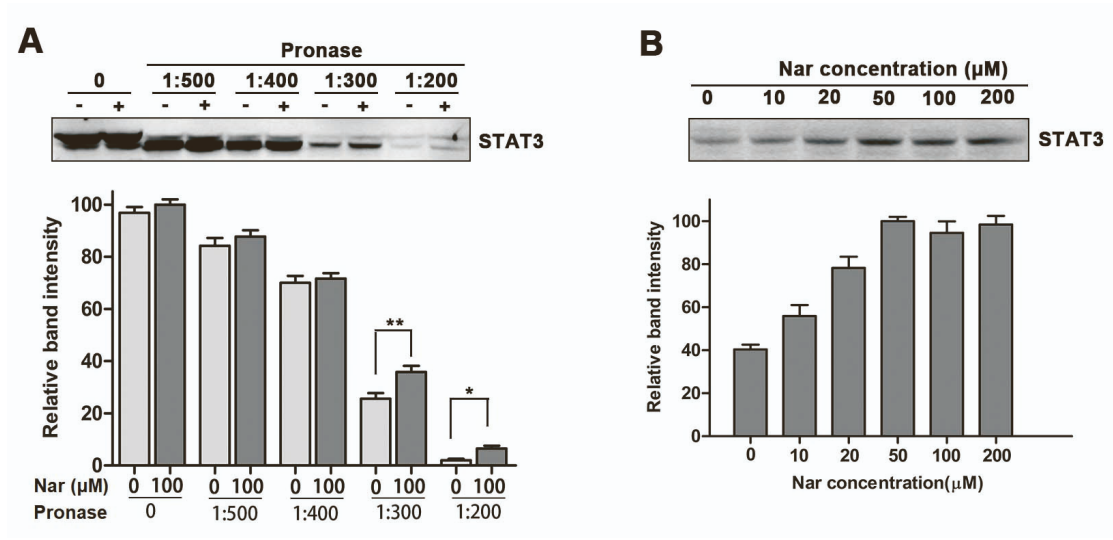 A
Pronase
0 1:500 1:400 1:300 1:200
- + - + - + - + - +
STAT3
Relative band intensity
100
80
60
40
20
0
**
*
Nar (μM) 0 100 0 100 0 100 0 100 0 100
Pronase 0 1:500 1:400 1:300 1:200
B
Nar concentration (μM)
0 10 20 50 100 200
STAT3
Relative band intensity
100
80
60
40
20
0
0 10 20 50 100 200
Nar concentration(μM)